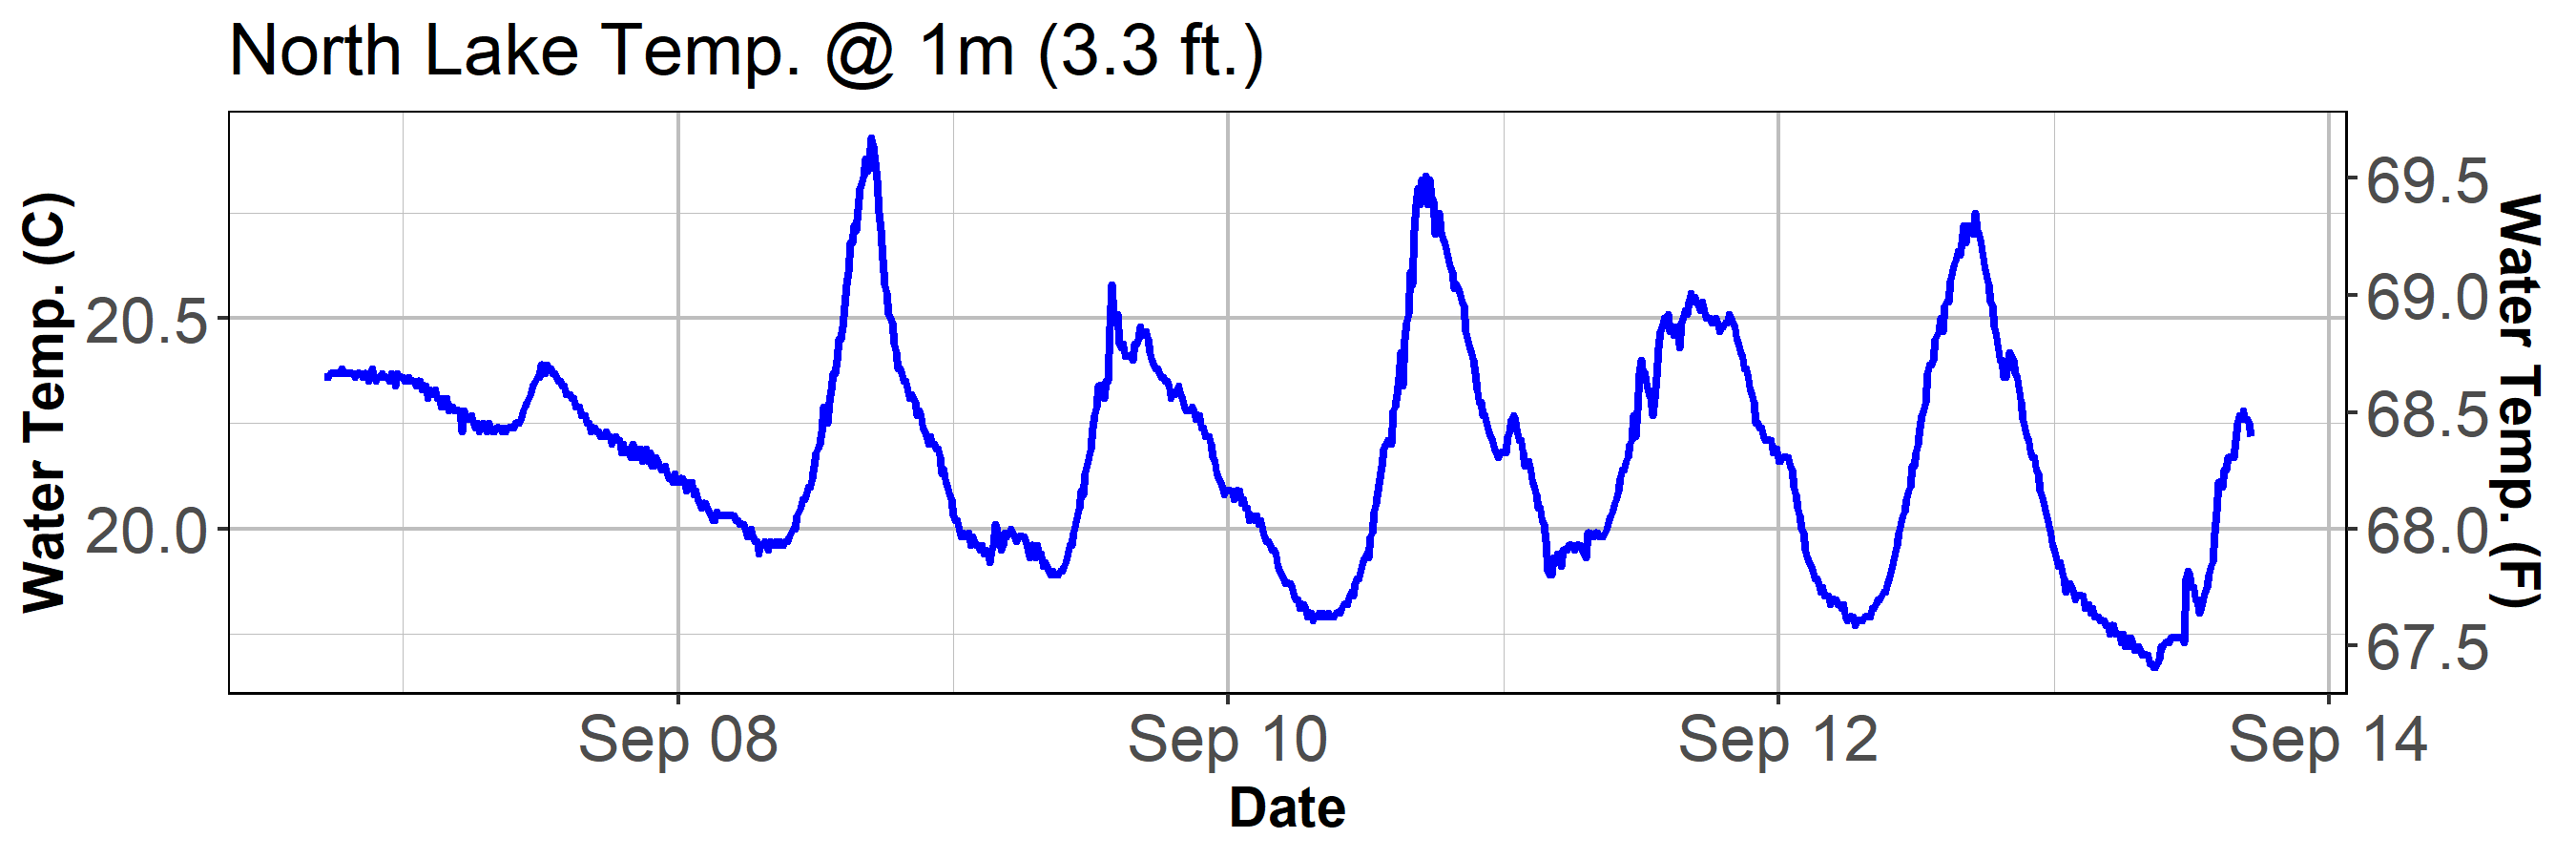 North Lake Temp. @ 1m (3.3 ft.)
Water Temp. (C)
20.5
20.0
69.5
69.0
68.5
68.0
67.5
Water Temp. (F)
Sep 08
Sep 10
Sep 12
Sep 14
Date